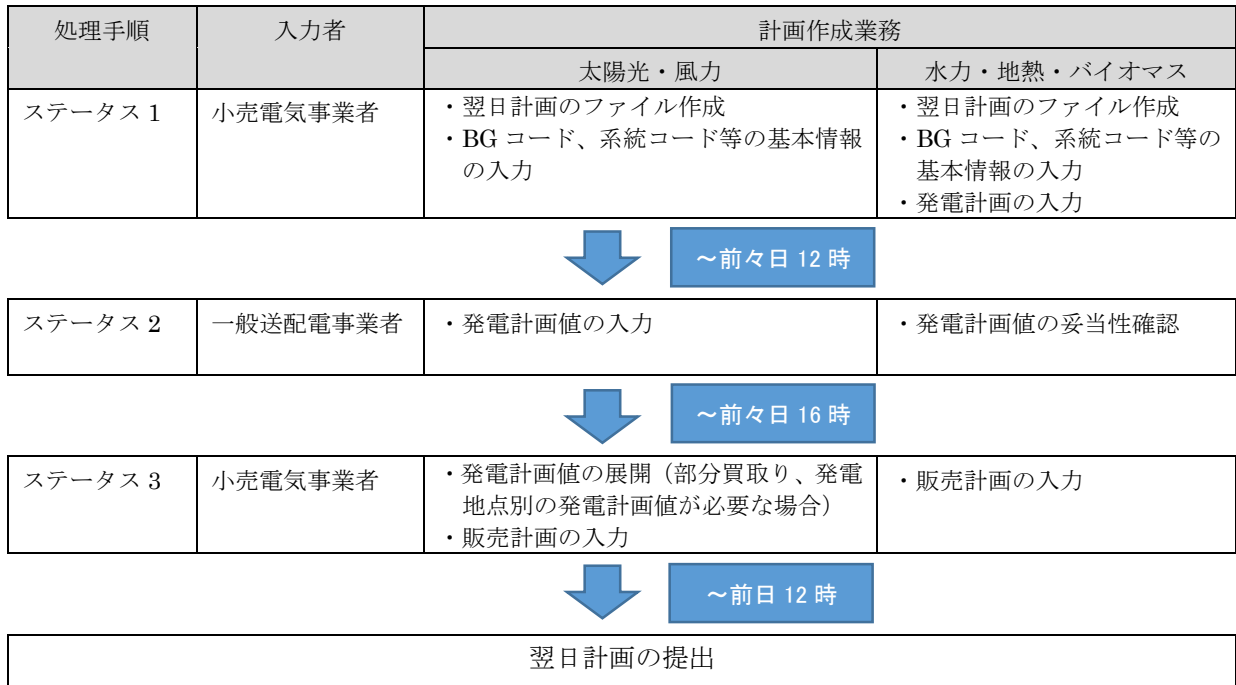 処理手順
入力者
計画作成業務
太陽光・風力
水力・地熱・バイオマス
ステータス 1
小売電気事業者
・翌日計画のファイル作成
・BG コード、系統コード等の基本情報
の入力
・翌日計画のファイル作成
・BG コード、系統コード等の
基本情報の入力
・発電計画の入力
～前々日 12 時
ステータス 2
一般送配電事業者
・発電計画値の入力
・発電計画値の妥当性確認
～前々日 16 時
ステータス 3
小売電気事業者
・発電計画値の展開（部分買取り、発電
地点別の発電計画値が必要な場合）
・販売計画の入力
・販売計画の入力
～前日 12 時
翌日計画の提出